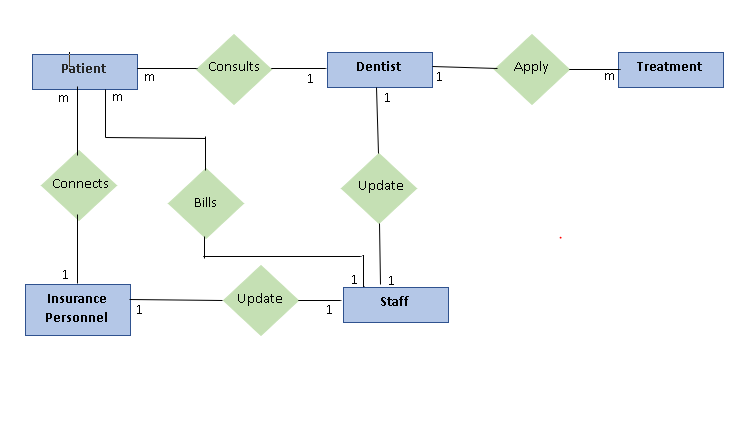 Patient
m
Consults
1
Dentist
1
Apply
m
Treatment
m
m
1
Connects
Bills
Update
1
1
1
Insurance
Personnel
1
Update
1
Staff